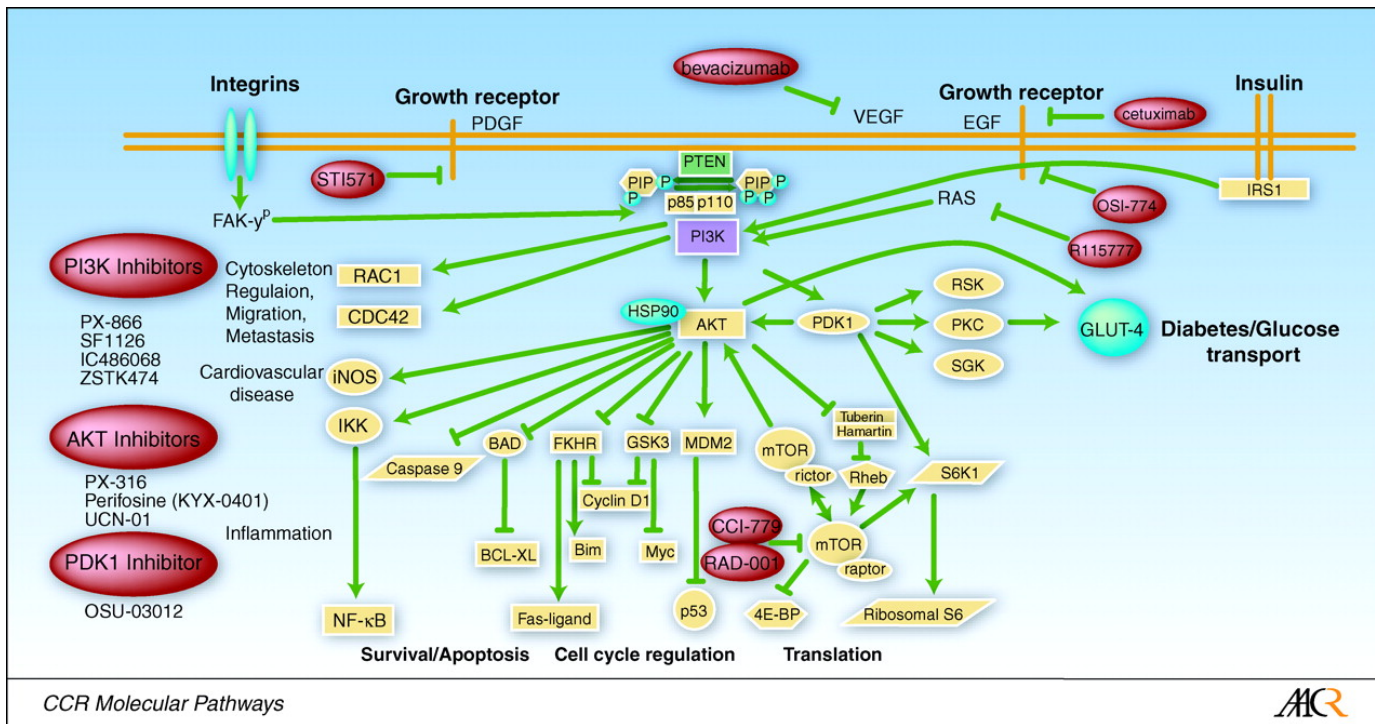 bevacizumab
Integrins
Growth receptor
PDGF
VEGF
Growth receptor
EGF
Insulin
cetuximab
STI571
PTEN
PIP
P
P
PIP
P
P
P
p85
p110
PI3K
FAK-y
p
RAS
IRS1
OSI-774
R115777
PI3K Inhibitors
PX-866
SF1126
IC486068
ZSTK474
Cytoskeleton
Regulaion,
Migration,
Metastasis
RAC1
CDC42
HSP90
AKT
PDK1
RSK
PKC
SGK
GLUT-4
Diabetes/Glucose
transport
Cardiovascular
disease
iNOS
IKK
AKT Inhibitors
PX-316
Perifosine (KYX-0401)
UCN-01
Inflammation
PDK1 Inhibitor
OSU-03012
Caspase 9
BAD
FKHR
GSK3
MDM2
mTOR
rictor
Tuberin
Hamartin
Rheb
S6K1
Cyclin D1
BCL-XL
Bim
Myc
CCI-779
RAD-001
mTOR
raptor
NF-κB
Fas-ligand
p53
4E-BP
Ribosomal S6
Survival/Apoptosis
Cell cycle regulation
Translation
CCR Molecular Pathways
AACR